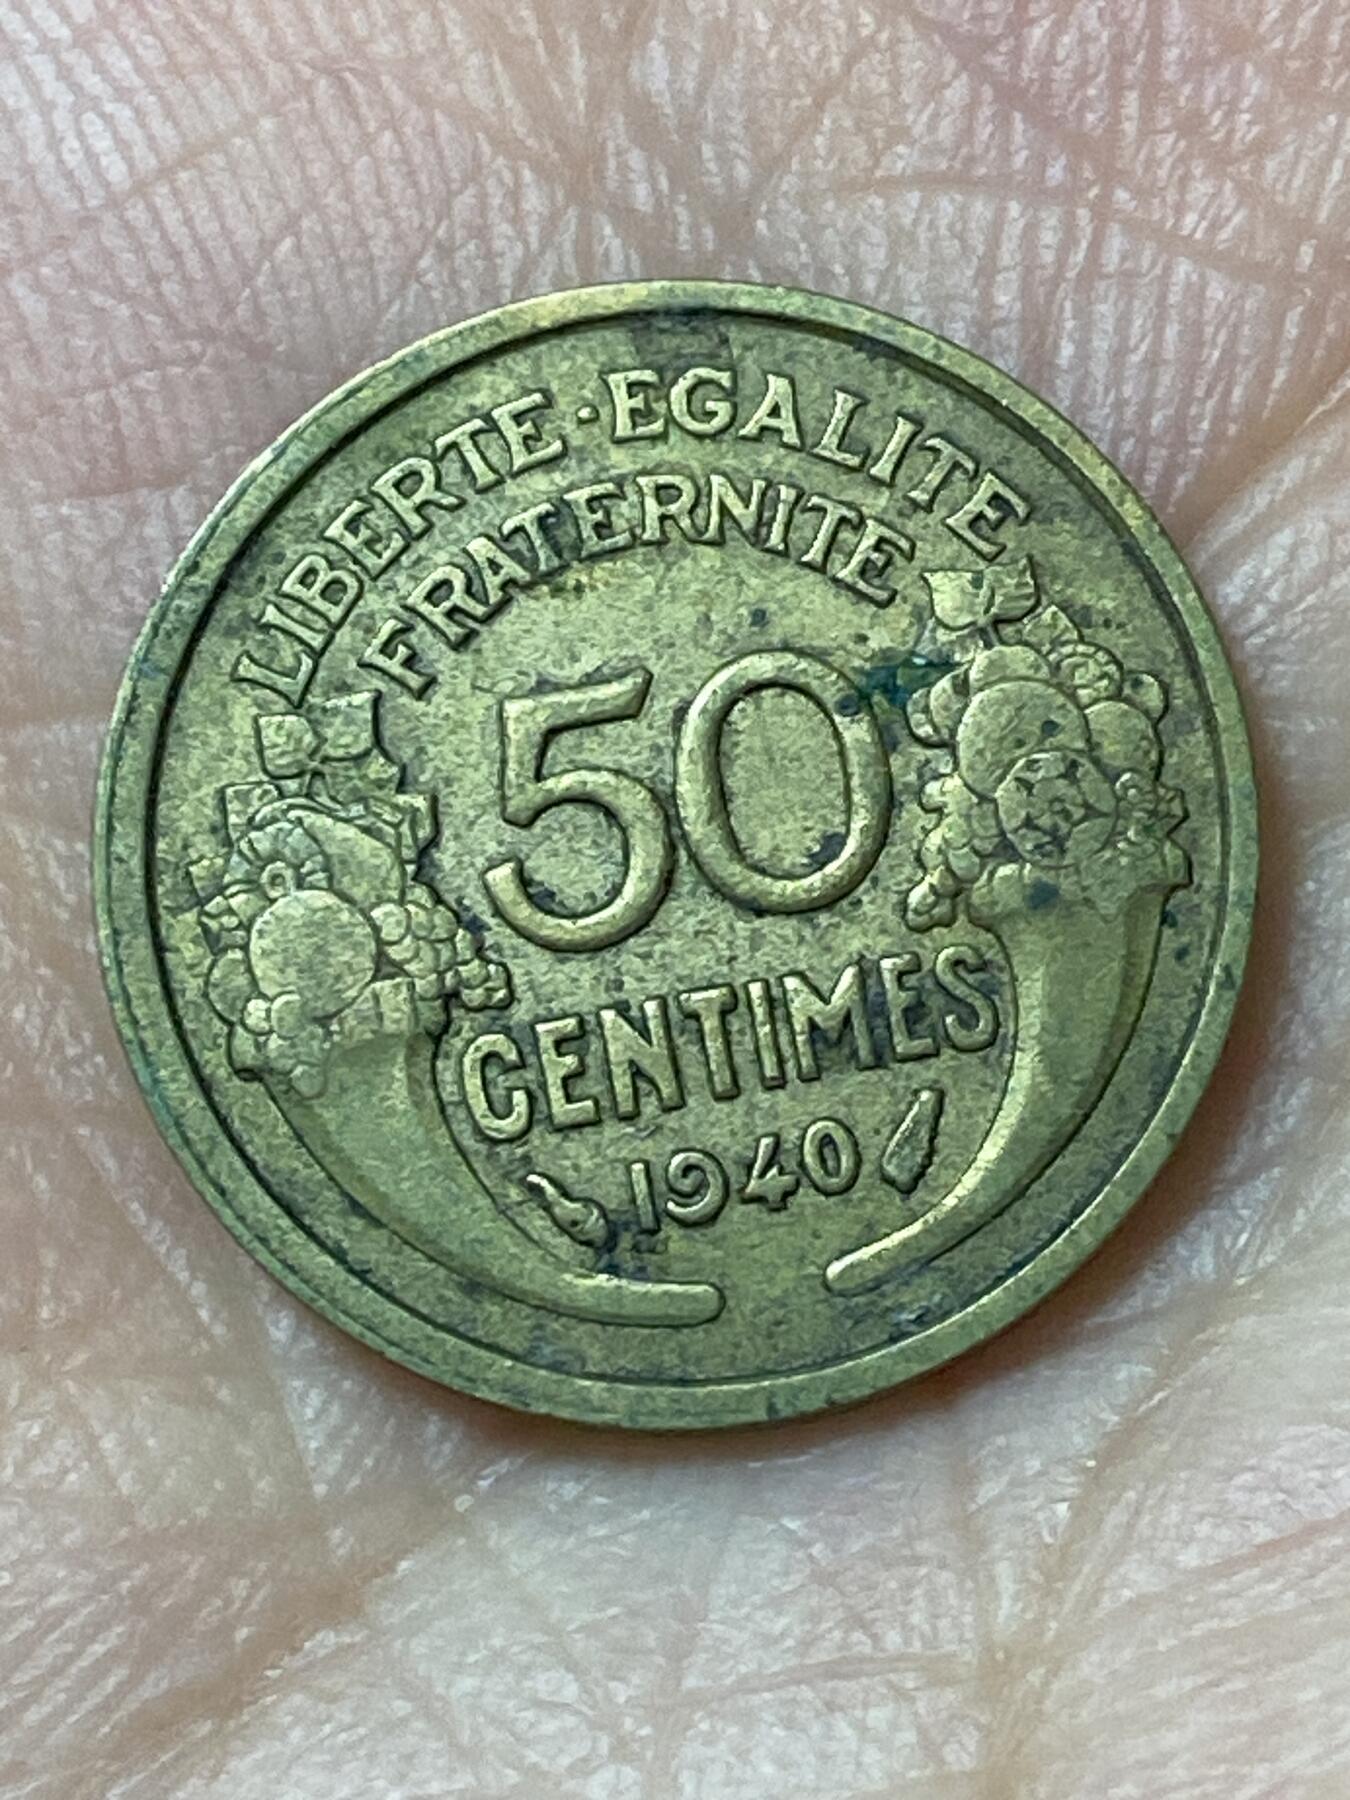 LIBERTE·EGALITE
FRATERNITE
50
CENTIMES
1940